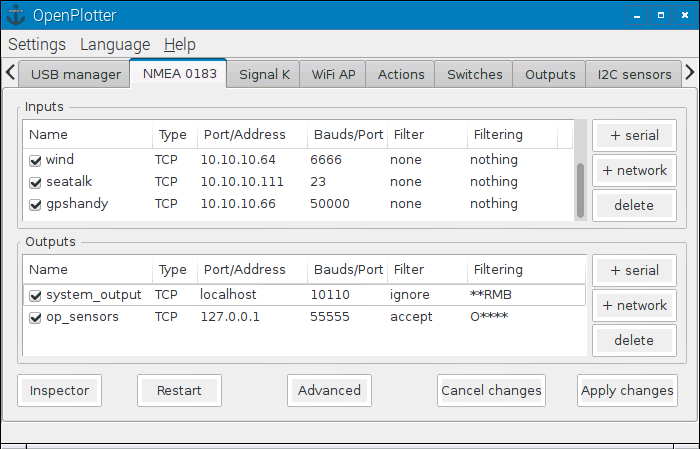 OpenPlotter
Settings Language Help
USB manager NMEA 0183 Signal K WiFi AP Actions Switches Outputs I2C sensors
Inputs
Name Type Port/Address Bauds/Port Filter Filtering
wind TCP 10.10.10.64 6666 none nothing
seatalk TCP 10.10.10.111 23 none nothing
gpshandy TCP 10.10.10.66 50000 none nothing
+ serial
+ network
delete
Outputs
Name Type Port/Address Bauds/Port Filter Filtering
system_output TCP localhost 10110 ignore **RMB
op_sensors TCP 127.0.0.1 55555 accept O****
+ serial
+ network
delete
Inspector Restart Advanced Cancel changes Apply changes